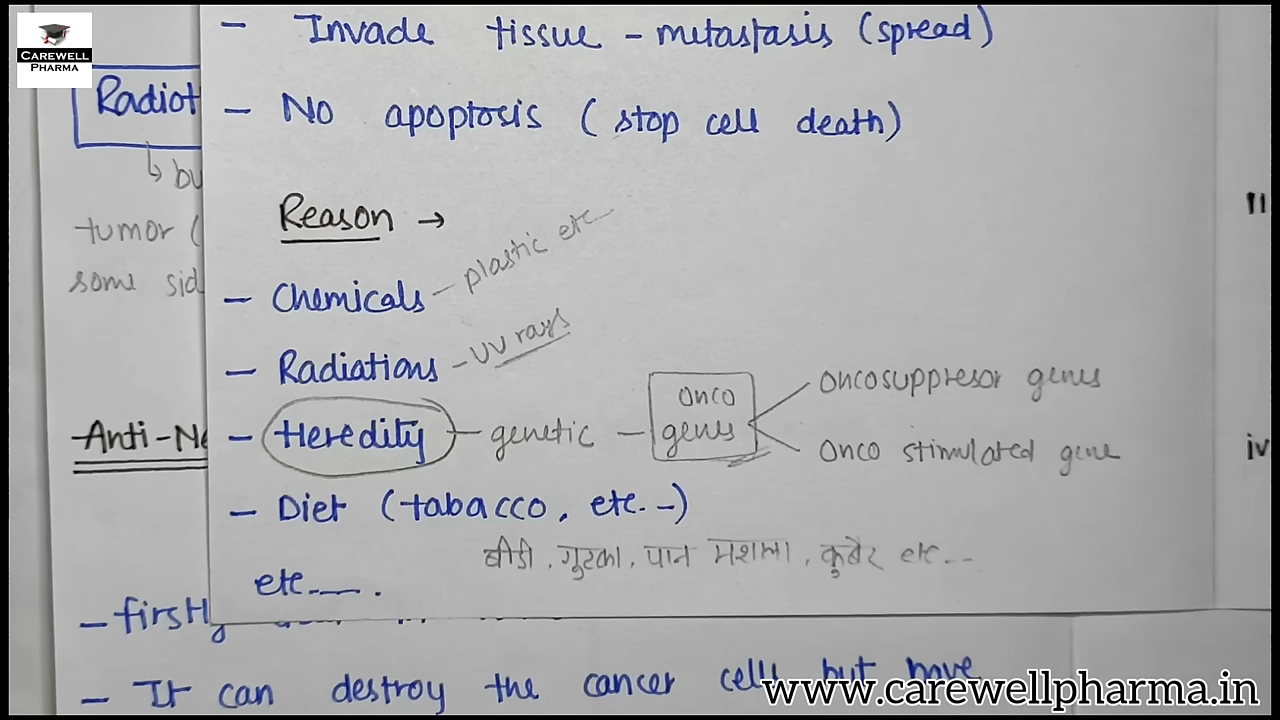 - Invade tissue - metastasis (spread)
CAREWELL
PHARMA
Radiot
- No apoptosis (stop cell death)
↳ bu
Reason →
tumor (
some sid
- Chemicals - plastic etc
- Radiations - UV rays
- Heredity - genetic - onco genes
oncosuppresor genes
onco stimulated gene
Anti-Ne
- Diet (tabacco, etc.-)
बीडी, गुटका, पान मशाला, कुबेर etc..
etc.—.
- firstly
- It can destroy the cancer cells but have
ii
iv
www.carewellpharma.in